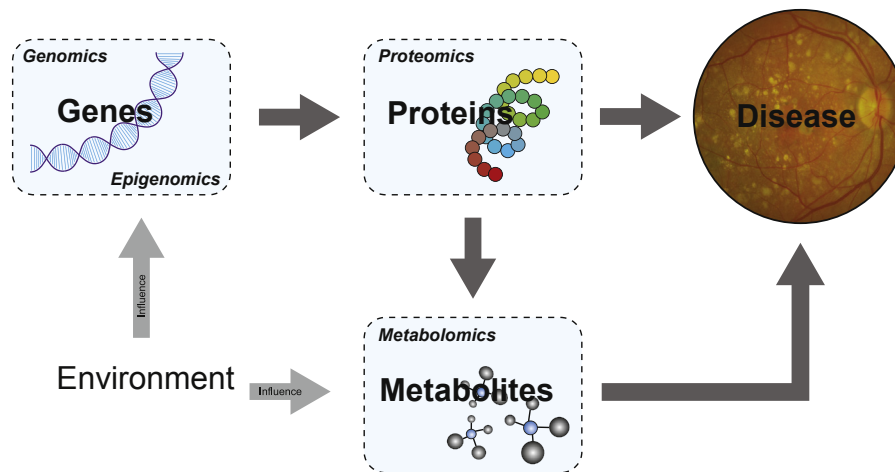 Genomics
Genes
Epigenomics
Proteomics
Proteins
Disease
Influence
Environment
Influence
Metabolomics
Metabolites